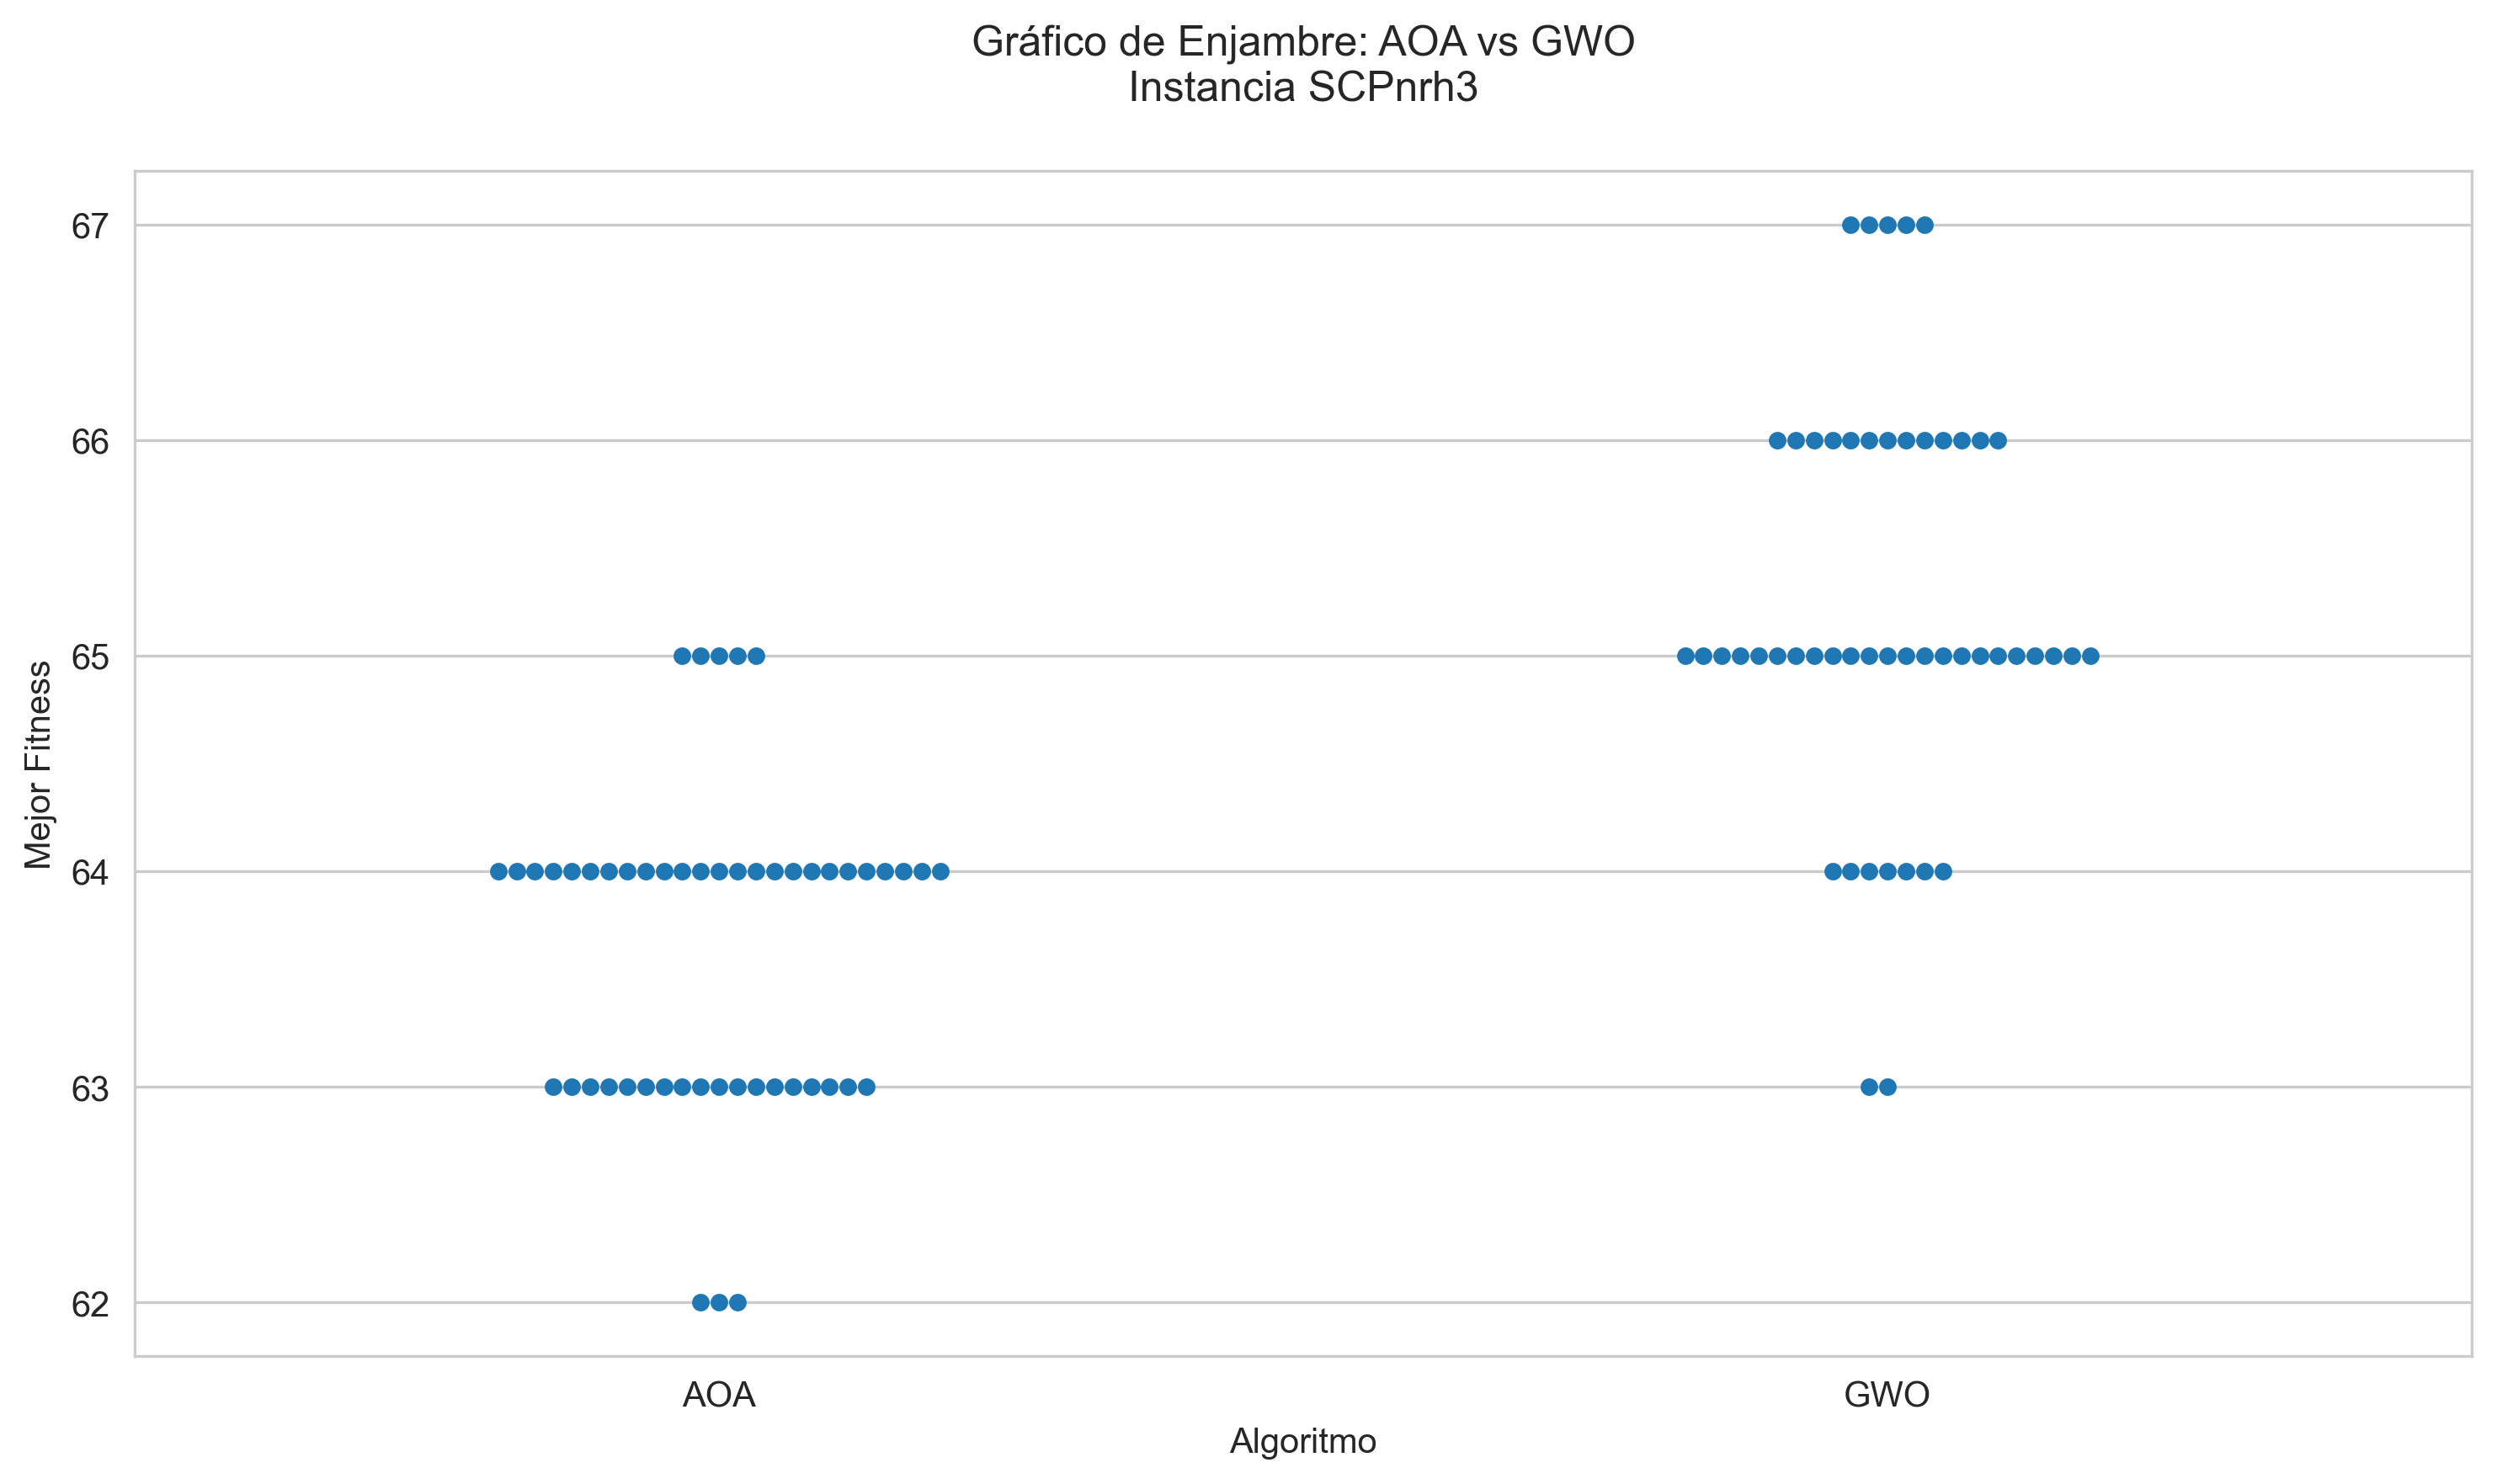 Gráfico de Enjambre: AOA vs GWO
Instancia SCPnrh3
67
66
65
64
63
62
Mejor Fitness
AOA
GWO
Algoritmo